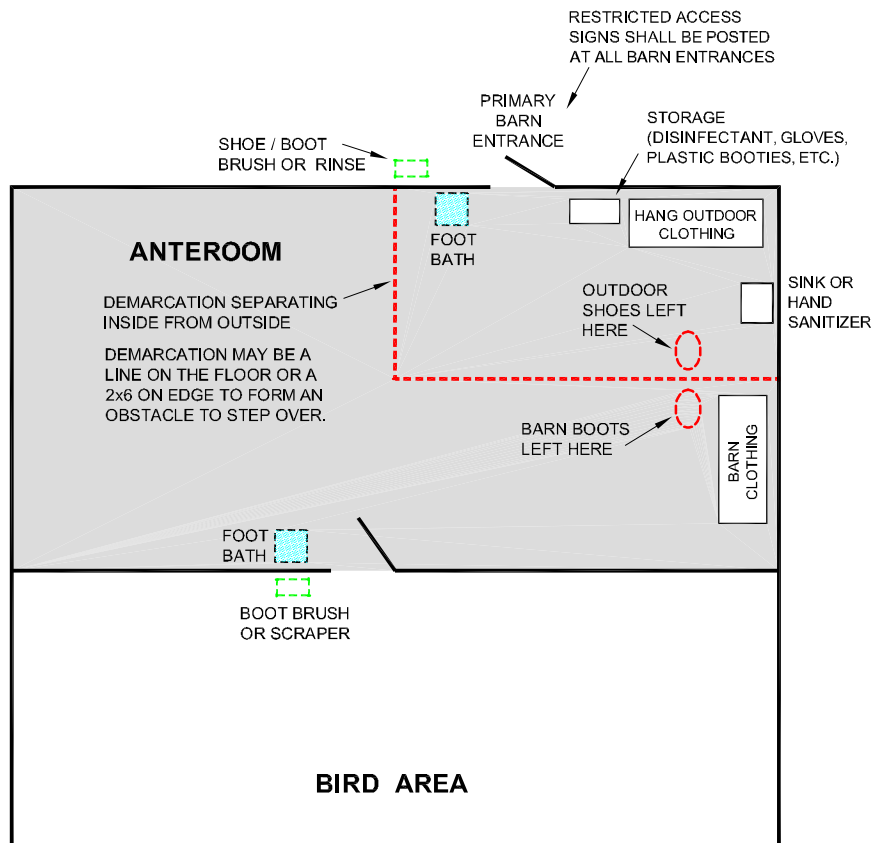 RESTRICTED ACCESS
SIGNS SHALL BE POSTED
AT ALL BARN ENTRANCES
PRIMARY
BARN
ENTRANCE
STORAGE
(DISINFECTANT, GLOVES,
PLASTIC BOOTIES, ETC.)
SHOE / BOOT
BRUSH OR RINSE
HANG OUTDOOR
CLOTHING
FOOT
BATH
ANTEROOM
SINK OR
HAND
SANITIZER
OUTDOOR
SHOES LEFT
HERE
DEMARCATION SEPARATING
INSIDE FROM OUTSIDE
DEMARCATION MAY BE A
LINE ON THE FLOOR OR A
2x6 ON EDGE TO FORM AN
OBSTACLE TO STEP OVER.
BARN BOOTS
LEFT HERE
BARN
CLOTHING
FOOT
BATH
BOOT BRUSH
OR SCRAPER
BIRD AREA